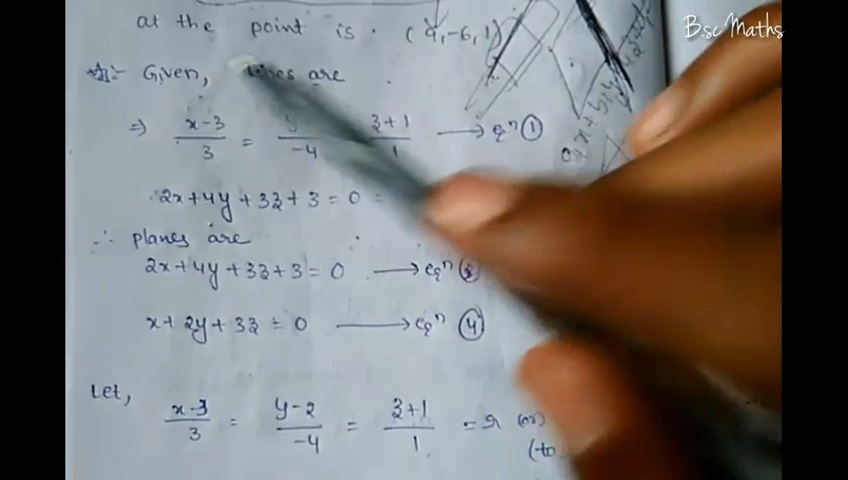 Bsc Maths
at the point is. (9,-6,1)
A:- Given, lines are
=> x-3/3 = y /-4 3+1/1 → eqⁿ ①
2x+4y+3z+3=0 =
∴ planes are
2x+4y+3z+3=0 → eqⁿ
x+2y+3z=0 → eqⁿ ④
Let,
x-3/3 = y-2/-4 = z+1/1 = r (or)
(to